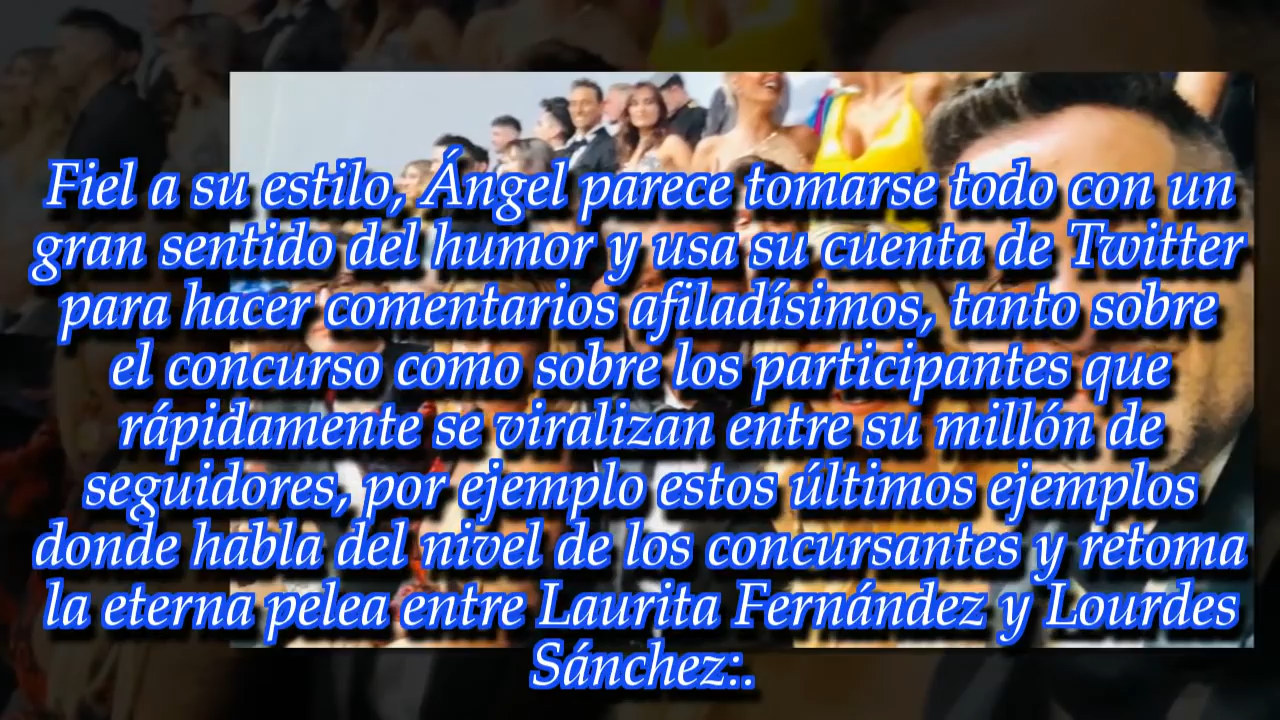 Fiel a su estilo, Ángel parece tomarse todo con un
gran sentido del humor y usa su cuenta de Twitter
para hacer comentarios afiladísimos, tanto sobre
el concurso como sobre los participantes que
rápidamente se viralizan entre su millón de
seguidores, por ejemplo estos últimos ejemplos
donde habla del nivel de los concursantes y retoma
la eterna pelea entre Laurita Fernández y Lourdes
Sánchez:.